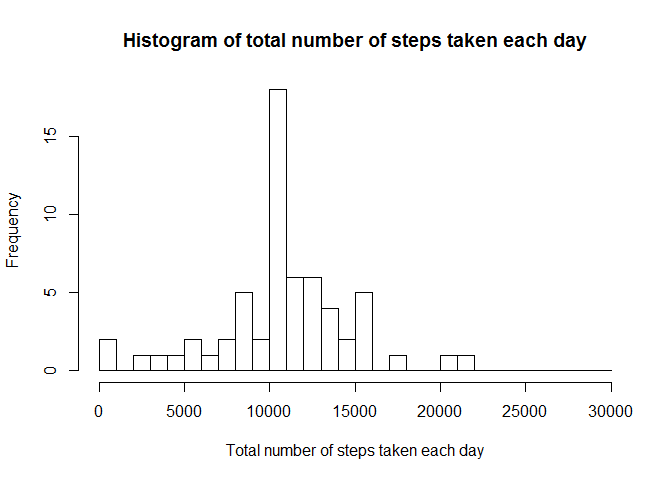 Histogram of total number of steps taken each day
Frequency
15
10
5
0
0 5000 10000 15000 20000 25000 30000
Total number of steps taken each day